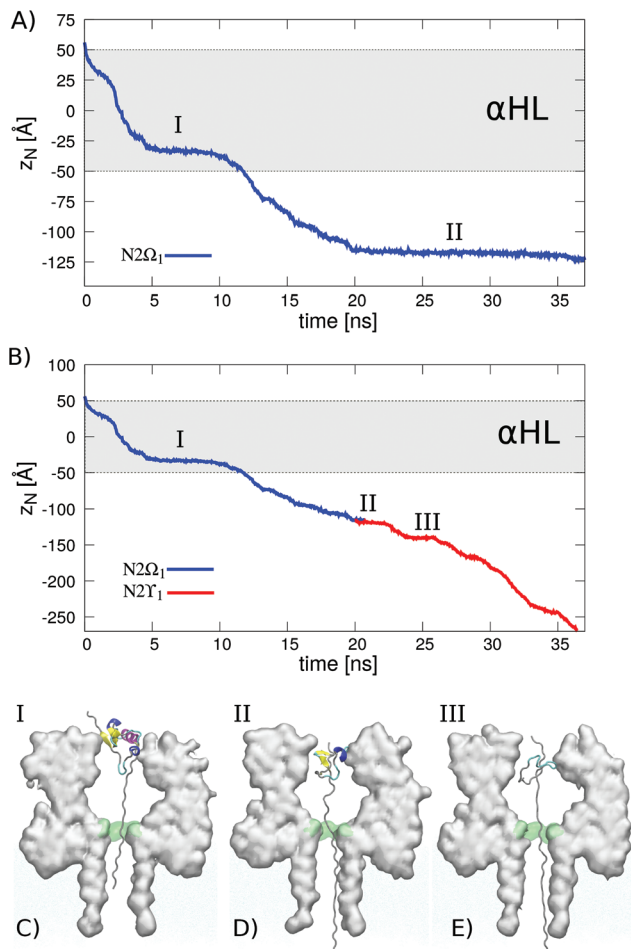 A)
75
50
25
0
-25
-50
-75
-100
-125
z_N [Å]
I
αHL
II
N2Ω₁
0 5 10 15 20 25 30 35
time [ns]
B)
100
50
0
-50
-100
-150
-200
-250
z_N [Å]
I
αHL
II
III
N2Ω₁
N2ϒ₁
0 5 10 15 20 25 30 35
time [ns]
I II III
C) D) E)